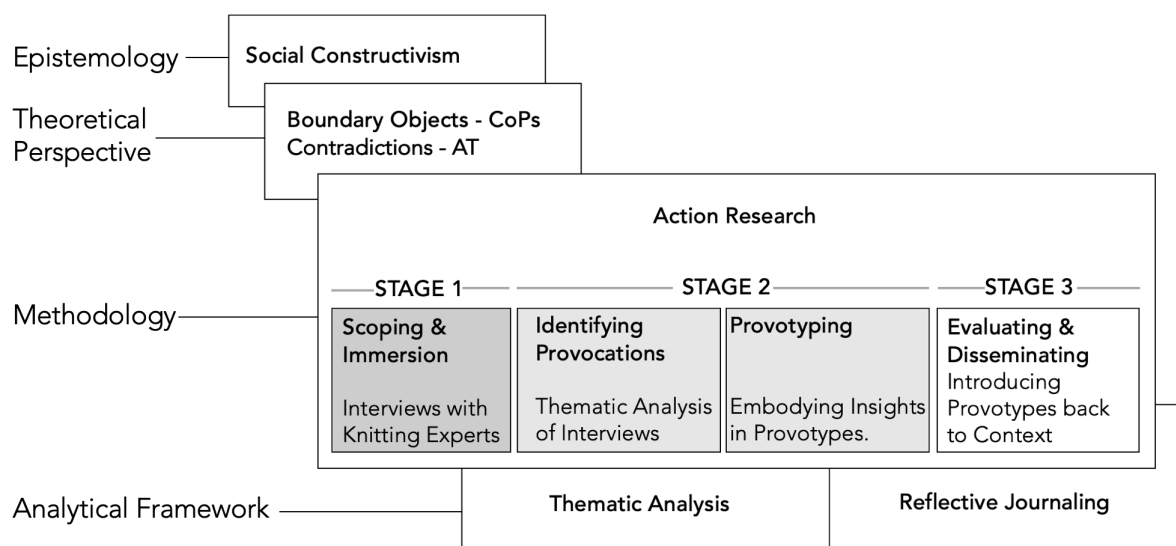 Epistemology
Social Constructivism
Theoretical
Perspective
Boundary Objects - CoPs
Contradictions - AT
Methodology
Action Research
STAGE 1
Scoping &
Immersion
Interviews with
Knitting Experts
STAGE 2
Identifying
Provocations
Thematic Analysis
of Interviews
Provotyping
Embodying Insights
in Provotypes.
STAGE 3
Evaluating &
Disseminating
Introducing
Provotypes back
to Context
Analytical Framework
Thematic Analysis
Reflective Journaling